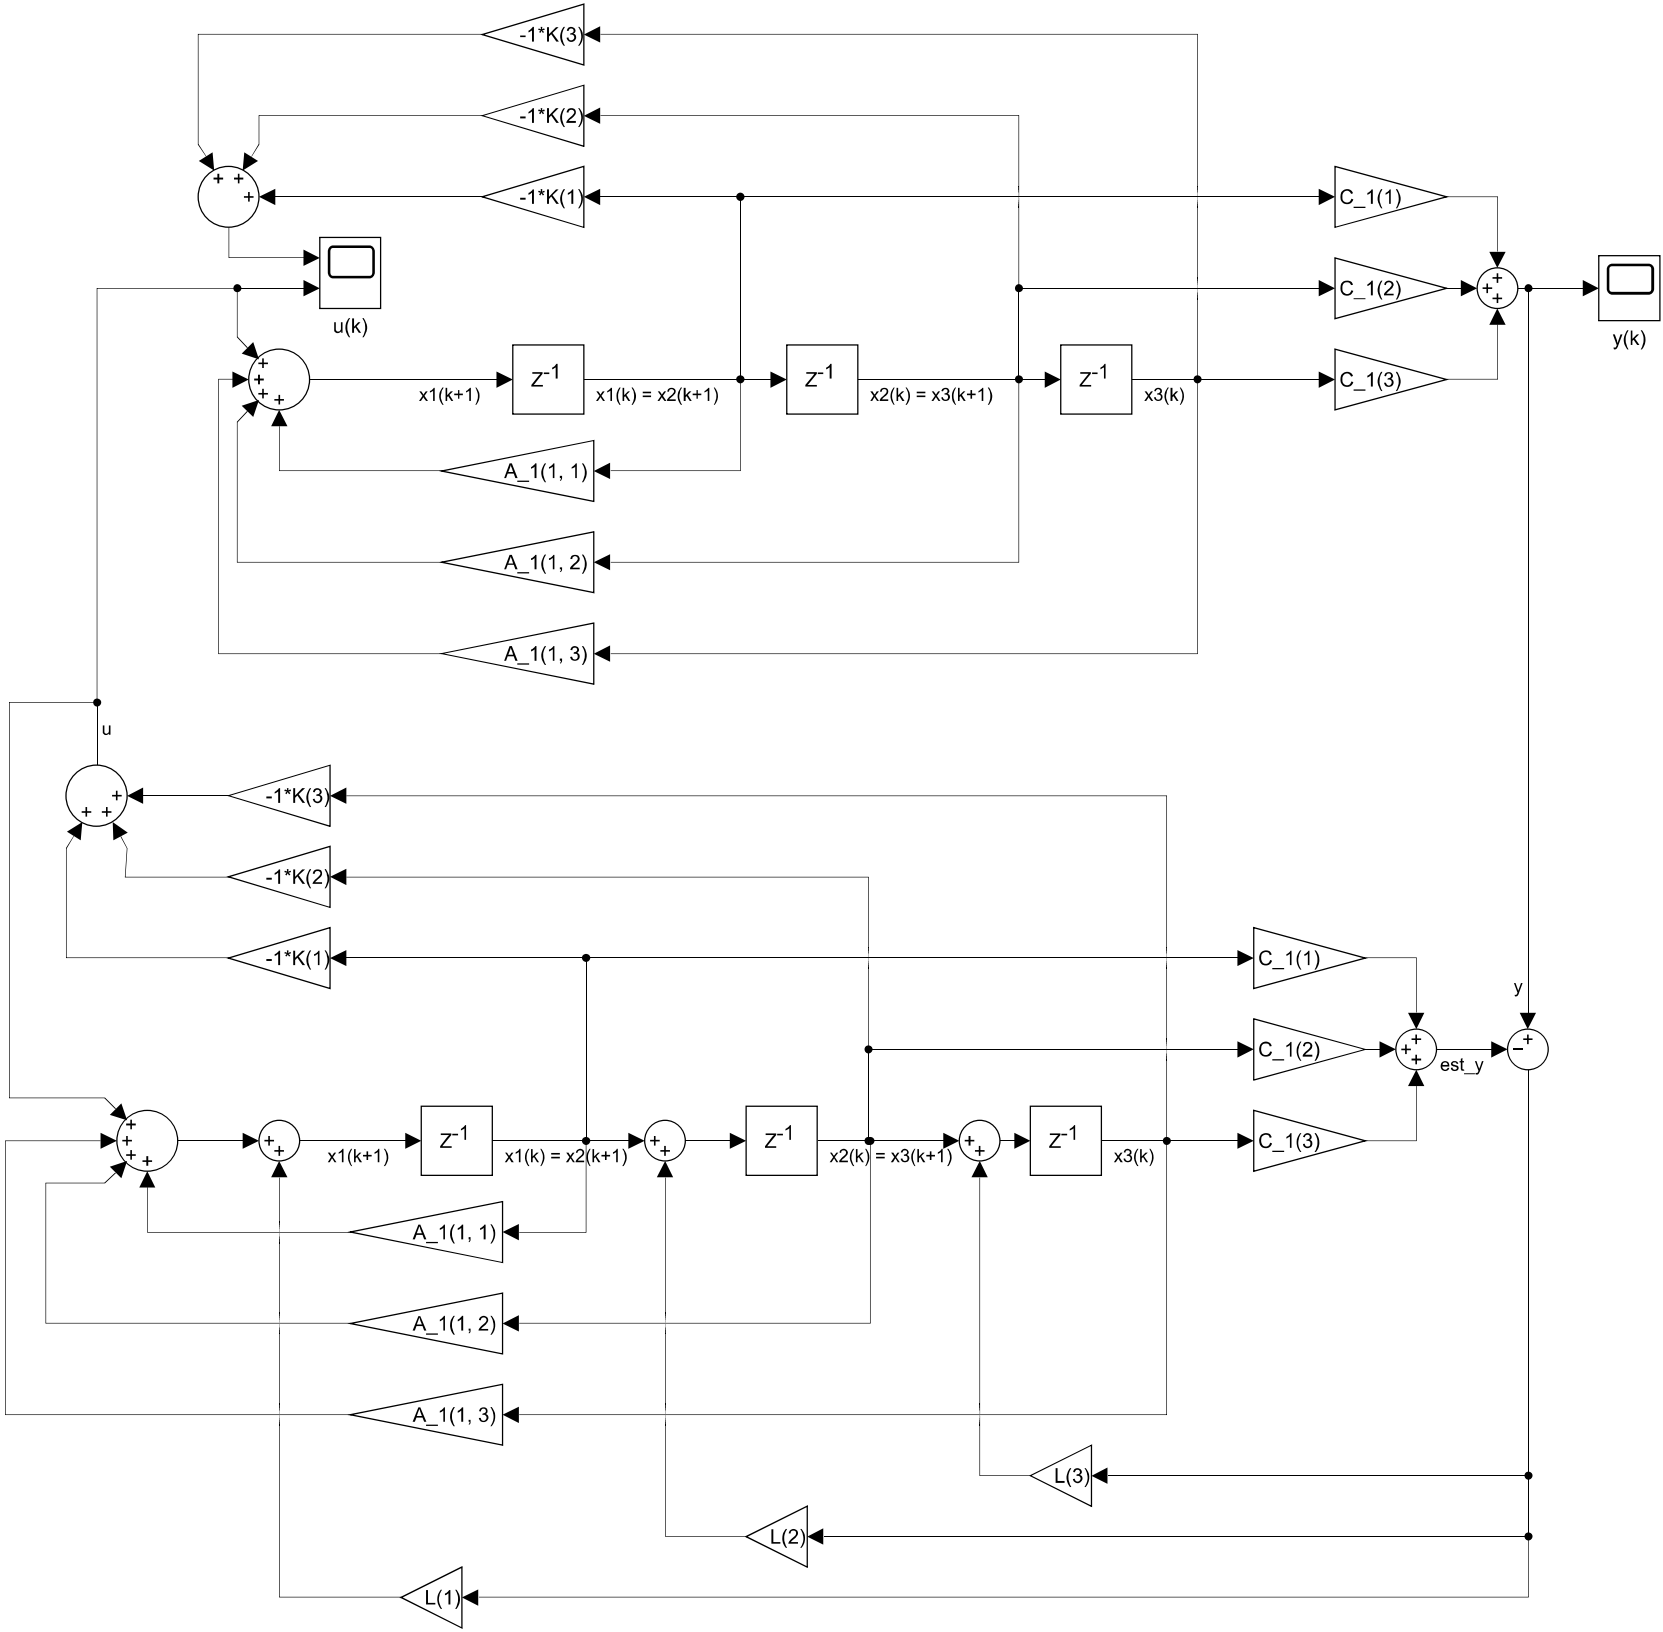 -1*K(3)
-1*K(2)
+ +
+
-1*K(1)
C_1(1)
u(k)
C_1(2)
+
+
+
y(k)
+
+
+
+
x1(k+1)
Z-1
x1(k) = x2(k+1)
Z-1
x2(k) = x3(k+1)
Z-1
x3(k)
C_1(3)
A_1(1, 1)
A_1(1, 2)
A_1(1, 3)
u
+
+ +
-1*K(3)
-1*K(2)
-1*K(1)
C_1(1)
y
C_1(2)
+
+
+
est_y
+
−
+
+
+
+
+
+
x1(k+1)
Z-1
x1(k) = x2(k+1)
+
+
Z-1
x2(k) = x3(k+1)
+
+
Z-1
x3(k)
C_1(3)
A_1(1, 1)
A_1(1, 2)
A_1(1, 3)
L(3)
L(2)
L(1)